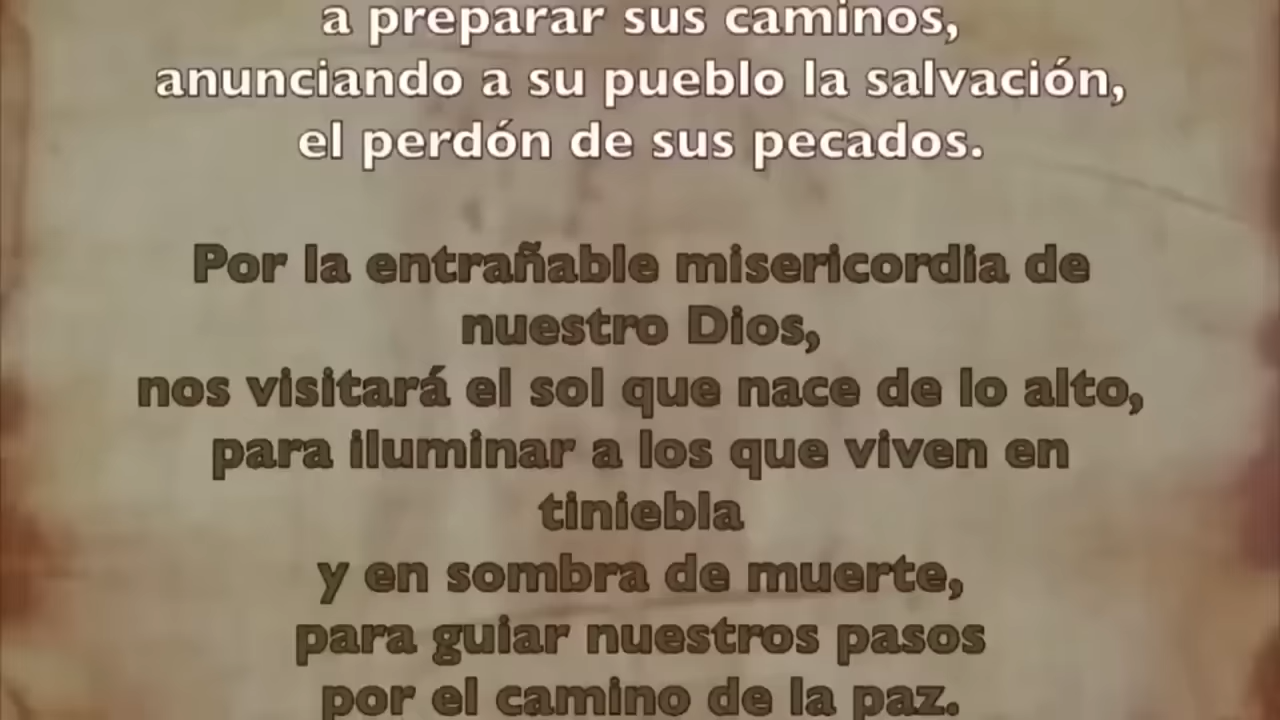 a preparar sus caminos,
anunciando a su pueblo la salvación,
el perdón de sus pecados.
Por la entrañable misericordia de
nuestro Dios,
nos visitará el sol que nace de lo alto,
para iluminar a los que viven en
tiniebla
y en sombra de muerte,
para guiar nuestros pasos
por el camino de la paz.